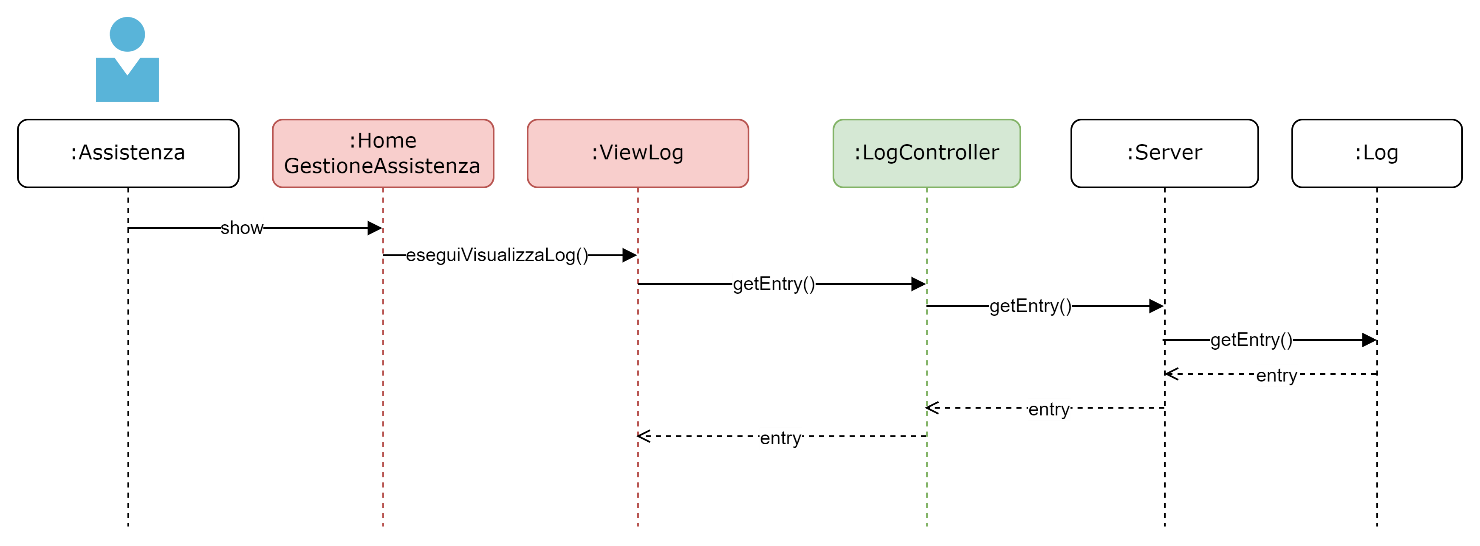 :Assistenza
:Home
GestioneAssistenza
:ViewLog
:LogController
:Server
:Log
show
eseguiVisualizzaLog()
getEntry()
getEntry()
getEntry()
entry
entry
entry